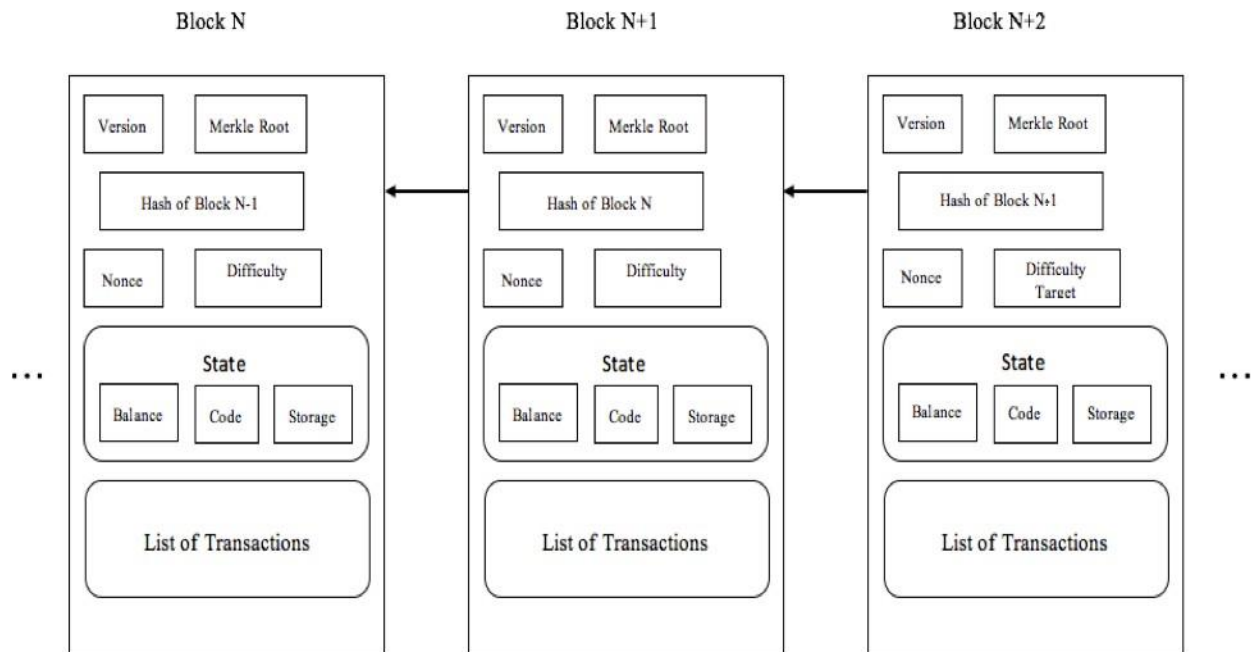 Block N
Block N+1
Block N+2
Version
Merkle Root
Version
Merkle Root
Version
Merkle Root
Hash of Block N-1
Hash of Block N
Hash of Block N+1
Nonce
Difficulty
Nonce
Difficulty
Nonce
Difficulty
Target
State
State
State
...
Balance
Code
Storage
Balance
Code
Storage
Balance
Code
Storage
...
List of Transactions
List of Transactions
List of Transactions